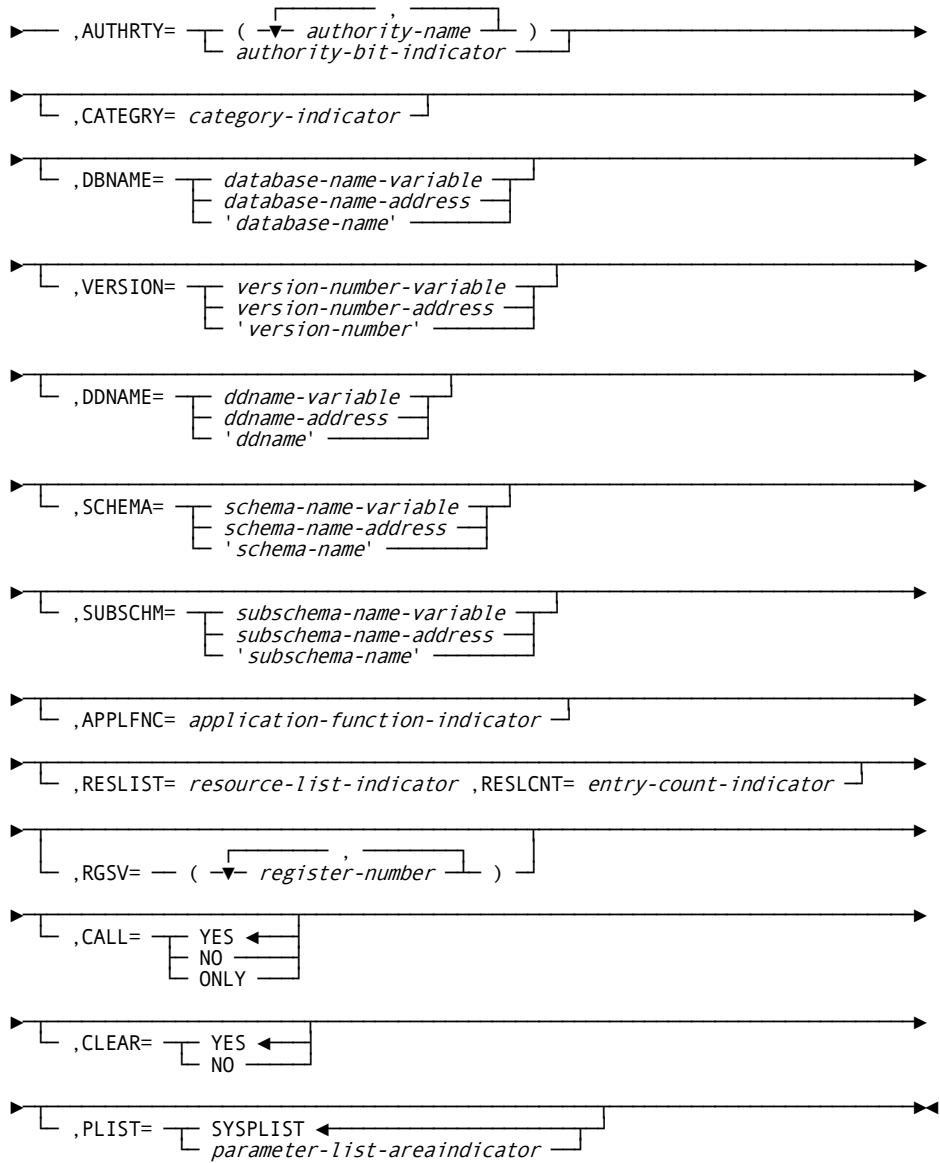 ,
,AUTHRTY= ( authority-name )
authority-bit-indicator
,CATEGRY= category-indicator
,DBNAME= database-name-variable
database-name-address
'database-name'
,VERSION= version-number-variable
version-number-address
'version-number'
,DDNAME= ddname-variable
ddname-address
'ddname'
,SCHEMA= schema-name-variable
schema-name-address
'schema-name'
,SUBSCHM= subschema-name-variable
subschema-name-address
'subschema-name'
,APPLFNC= application-function-indicator
,RESLIST= resource-list-indicator ,RESLCNT= entry-count-indicator
,
,RGSV= ( register-number )
,CALL= YES
NO
ONLY
,CLEAR= YES
NO
,PLIST= SYSPLIST
parameter-list-areaindicator